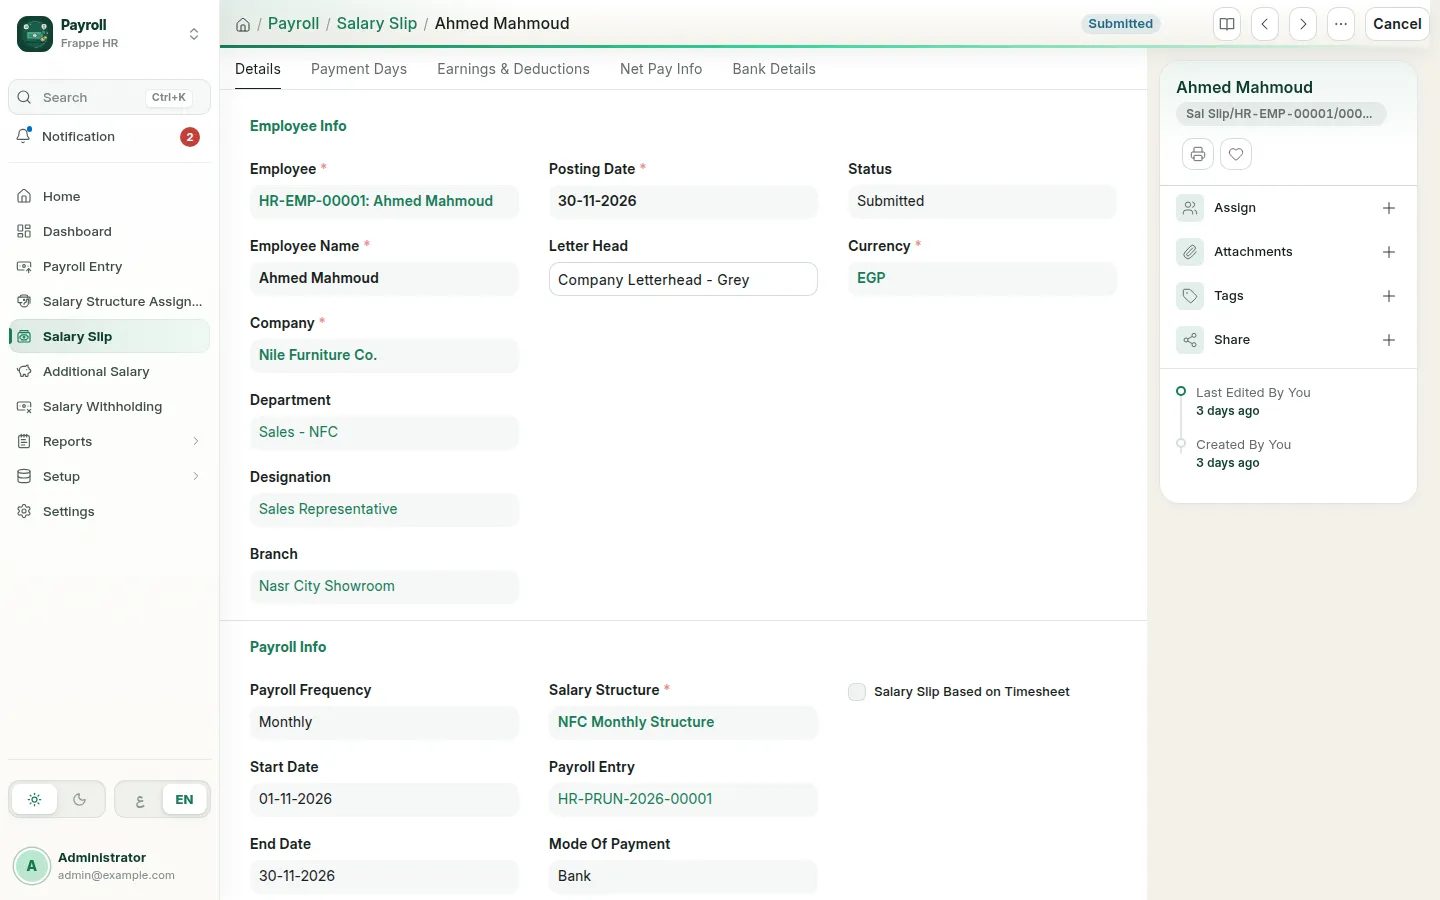 Payroll
Frappe HR
Search
Ctrl+K
Notification
2
Home
Dashboard
Payroll Entry
Salary Structure Assign...
Salary Slip
Additional Salary
Salary Withholding
Reports
Setup
Settings
ع
EN
A
Administrator
admin@example.com
/ Payroll / Salary Slip / Ahmed Mahmoud
Submitted
Cancel
Details
Payment Days
Earnings & Deductions
Net Pay Info
Bank Details
Employee Info
Employee *
HR-EMP-00001: Ahmed Mahmoud
Posting Date *
30-11-2026
Status
Submitted
Employee Name *
Ahmed Mahmoud
Letter Head
Company Letterhead - Grey
Currency *
EGP
Company *
Nile Furniture Co.
Department
Sales - NFC
Designation
Sales Representative
Branch
Nasr City Showroom
Payroll Info
Payroll Frequency
Monthly
Salary Structure *
NFC Monthly Structure
Salary Slip Based on Timesheet
Start Date
01-11-2026
Payroll Entry
HR-PRUN-2026-00001
End Date
30-11-2026
Mode Of Payment
Bank
Ahmed Mahmoud
Sal Slip/HR-EMP-00001/000...
Assign
Attachments
Tags
Share
Last Edited By You
3 days ago
Created By You
3 days ago